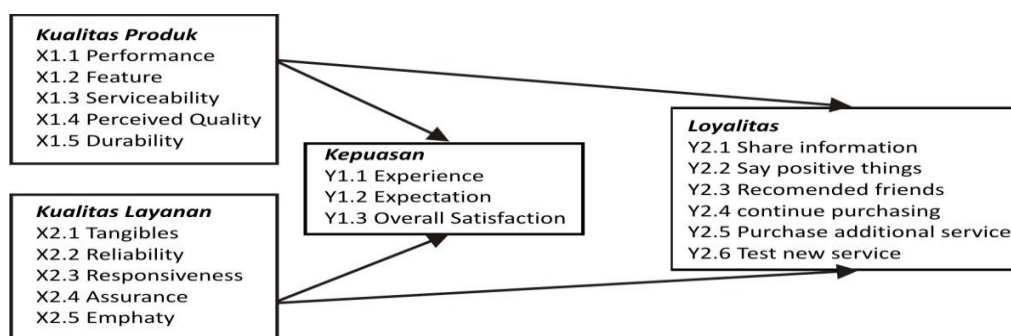 Kualitas Produk
X1.1 Performance
X1.2 Feature
X1.3 Serviceability
X1.4 Perceived Quality
X1.5 Durability
Kualitas Layanan
X2.1 Tangibles
X2.2 Reliability
X2.3 Responsiveness
X2.4 Assurance
X2.5 Emphaty
Kepuasan
Y1.1 Experience
Y1.2 Expectation
Y1.3 Overall Satisfaction
Loyalitas
Y2.1 Share information
Y2.2 Say positive things
Y2.3 Recomended friends
Y2.4 continue purchasing
Y2.5 Purchase additional service
Y2.6 Test new service